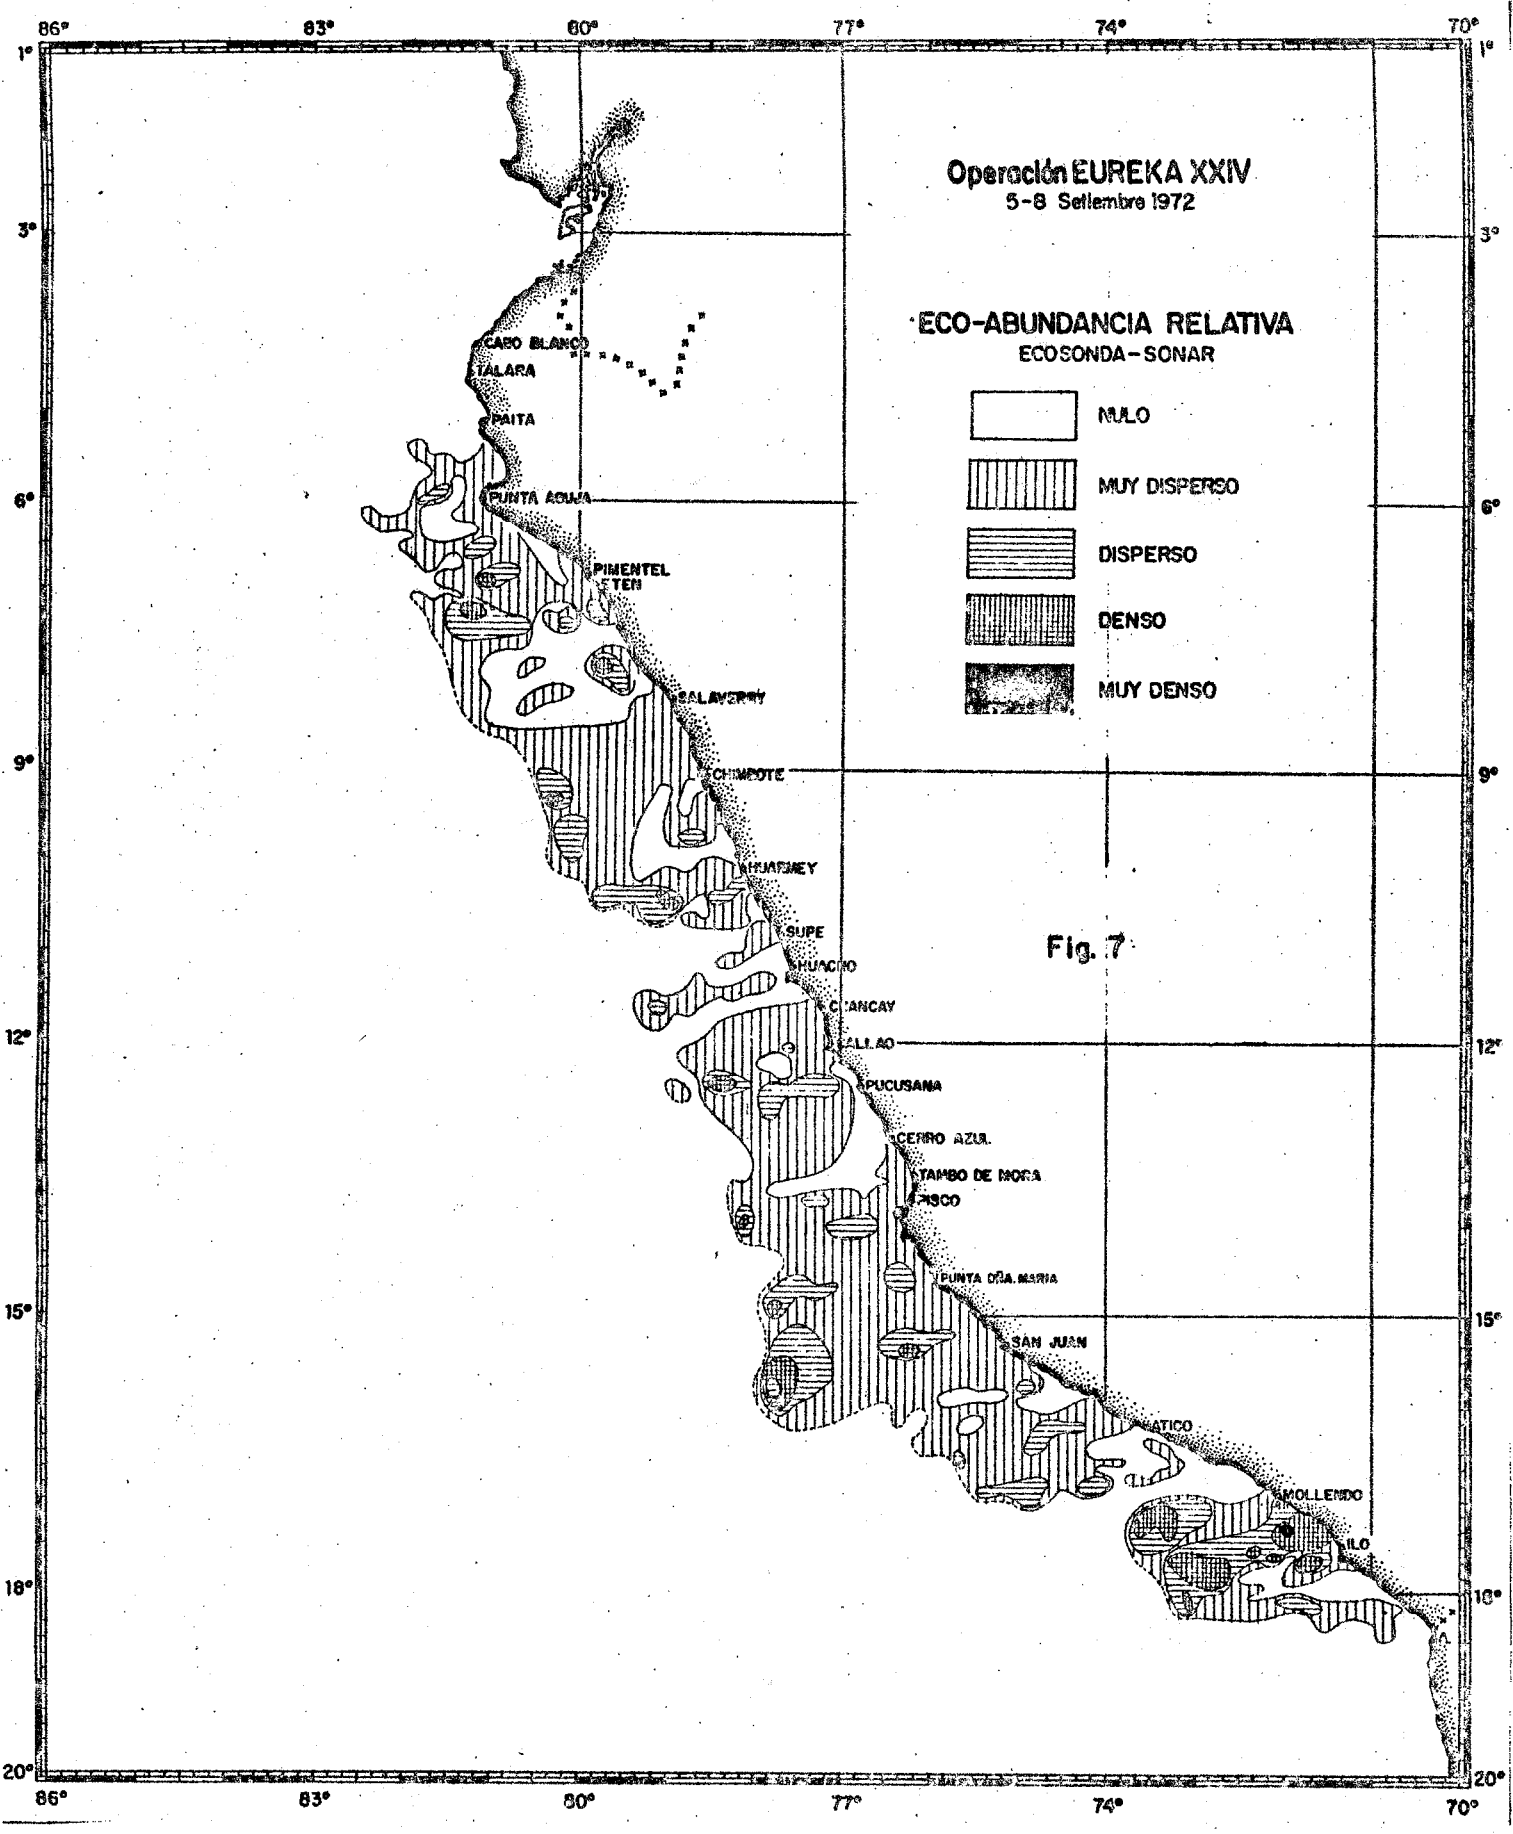 86° 83° 80° 77° 74° 70°
1° 1°
Operación EUREKA XXIV
5-8 Setiembre 1972
3° 3°
ECO-ABUNDANCIA RELATIVA
ECOSONDA-SONAR
CABO BLANCO
TALARA
NULO
PAITA
MUY DISPERSO
6° PUNTA AGUJA 6°
DISPERSO
PIMENTEL
ETEN
DENSO
MUY DENSO
SALAVERRY
9° CHIMBOTE 9°
HUARMEY
SUPE
Fig. 7
HUACHO
CHANCAY
12° CALLAO 12°
PUCUSANA
CERRO AZUL
TAMBO DE MORA
PISCO
PUNTA DÑA. MARIA
15° 15°
SAN JUAN
ATICO
MOLLENDO
ILO
18° 18°
20° 20°
86° 83° 80° 77° 74° 70°